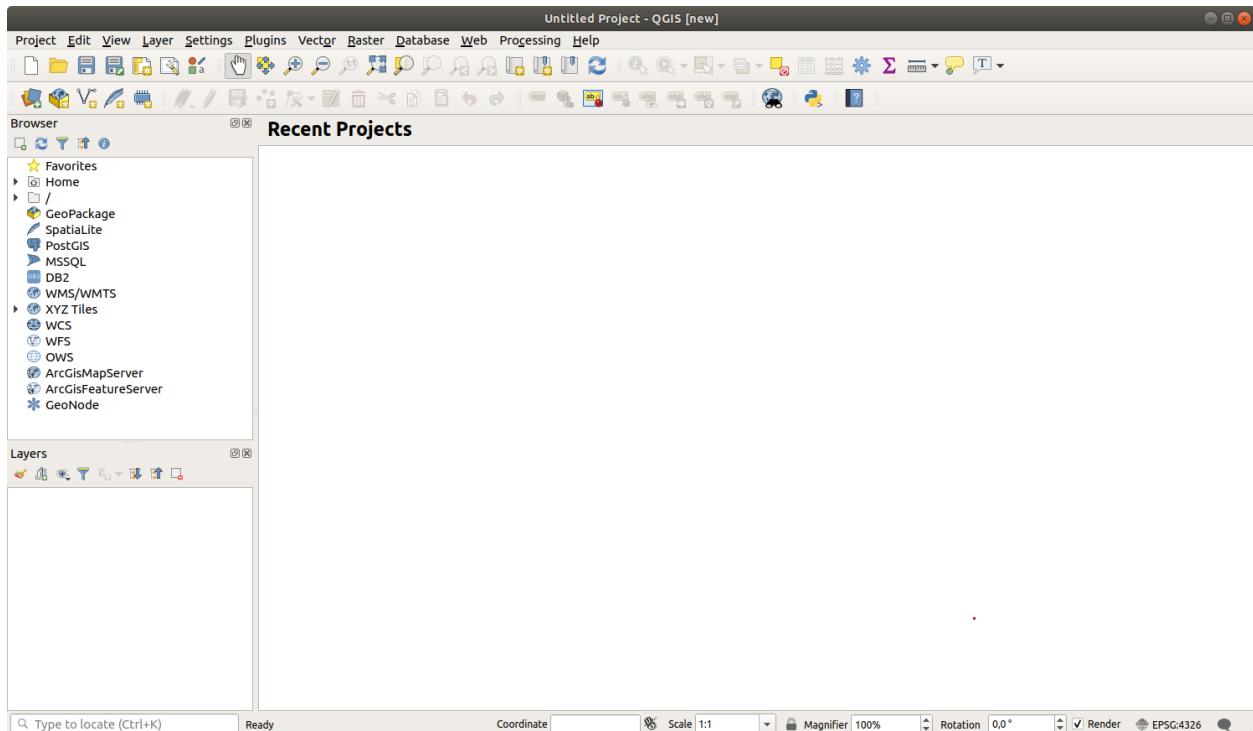 Untitled Project - QGIS [new]
Project Edit View Layer Settings Plugins Vector Raster Database Web Processing Help
Browser
Favorites
Home
/
GeoPackage
SpatiaLite
PostGIS
MSSQL
DB2
WMS/WMTS
XYZ Tiles
WCS
WFS
OWS
ArcGisMapServer
ArcGisFeatureServer
GeoNode
Layers
Recent Projects
Type to locate (Ctrl+K) Ready Coordinate Scale 1:1 Magnifier 100% Rotation 0,0 ° Render EPSG:4326